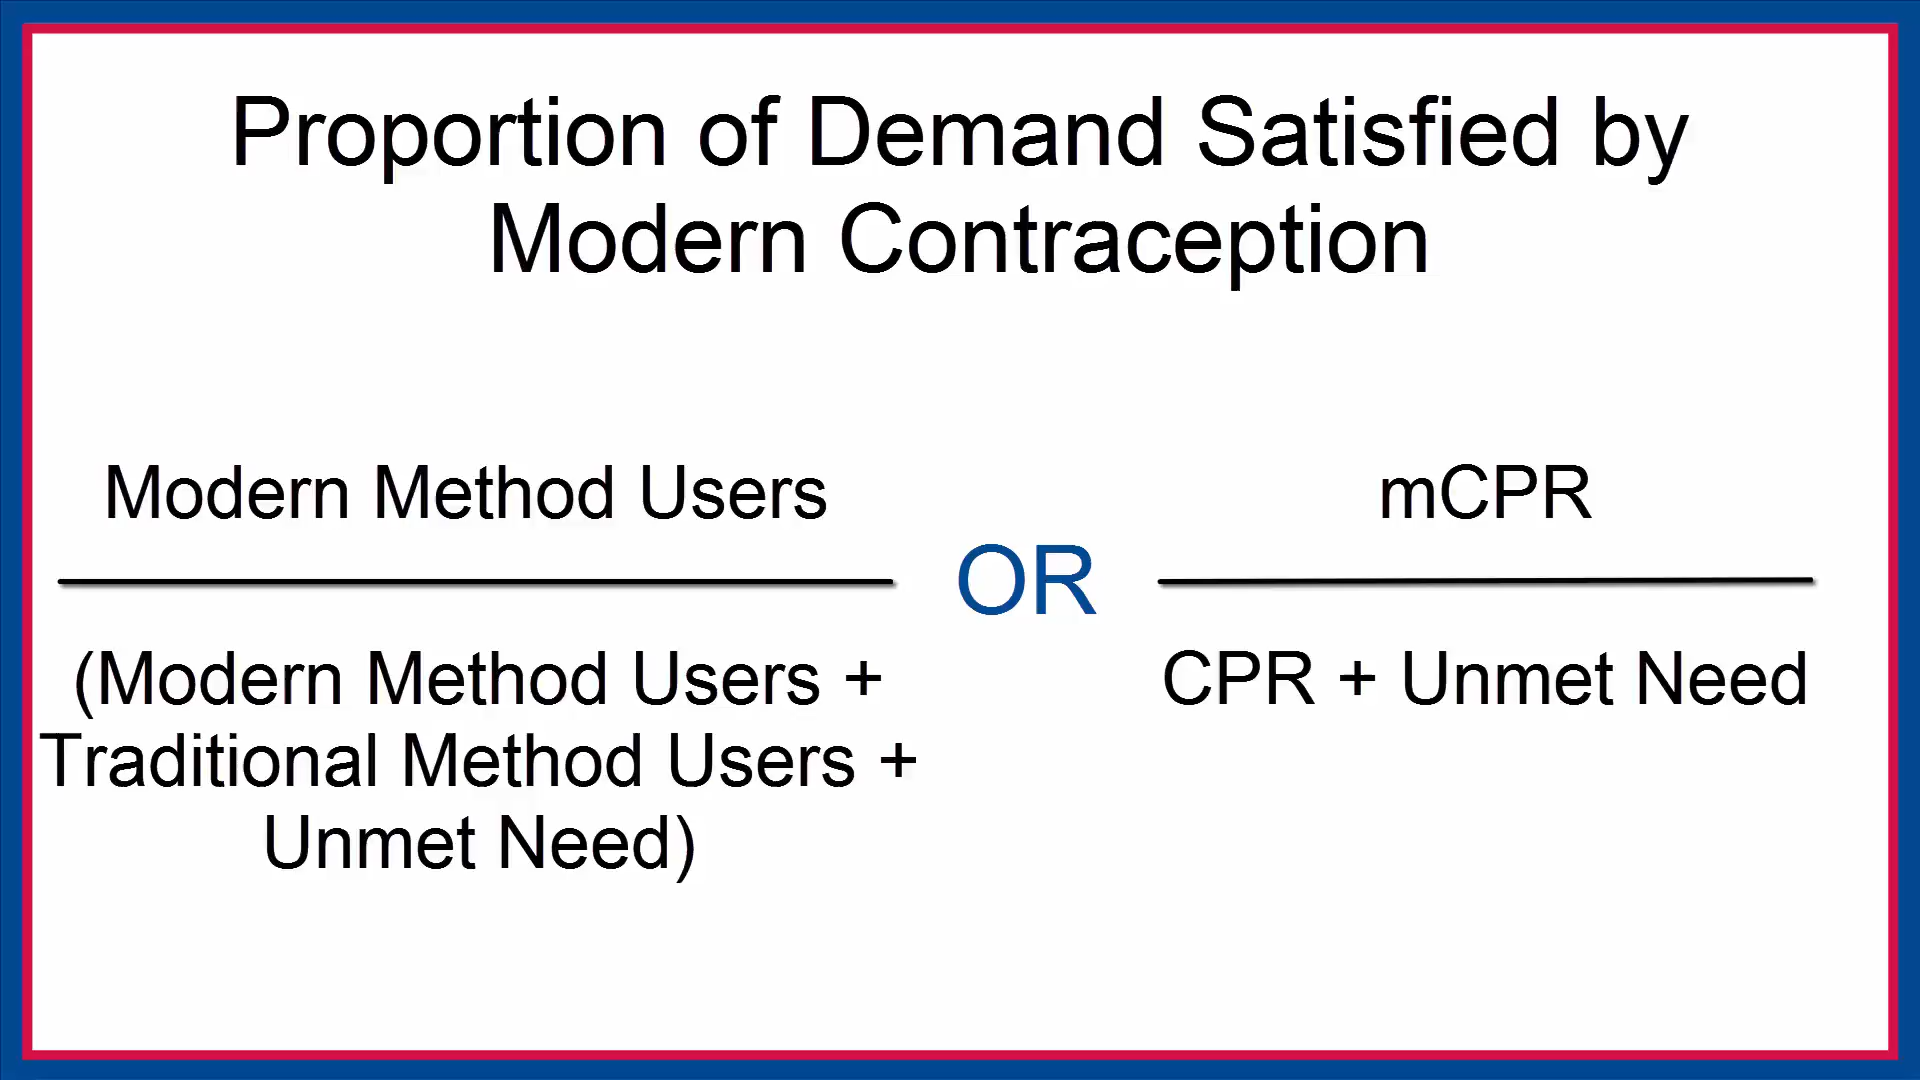 Proportion of Demand Satisfied by
Modern Contraception
Modern Method Users
(Modern Method Users +
Traditional Method Users +
Unmet Need)
OR
mCPR
CPR + Unmet Need